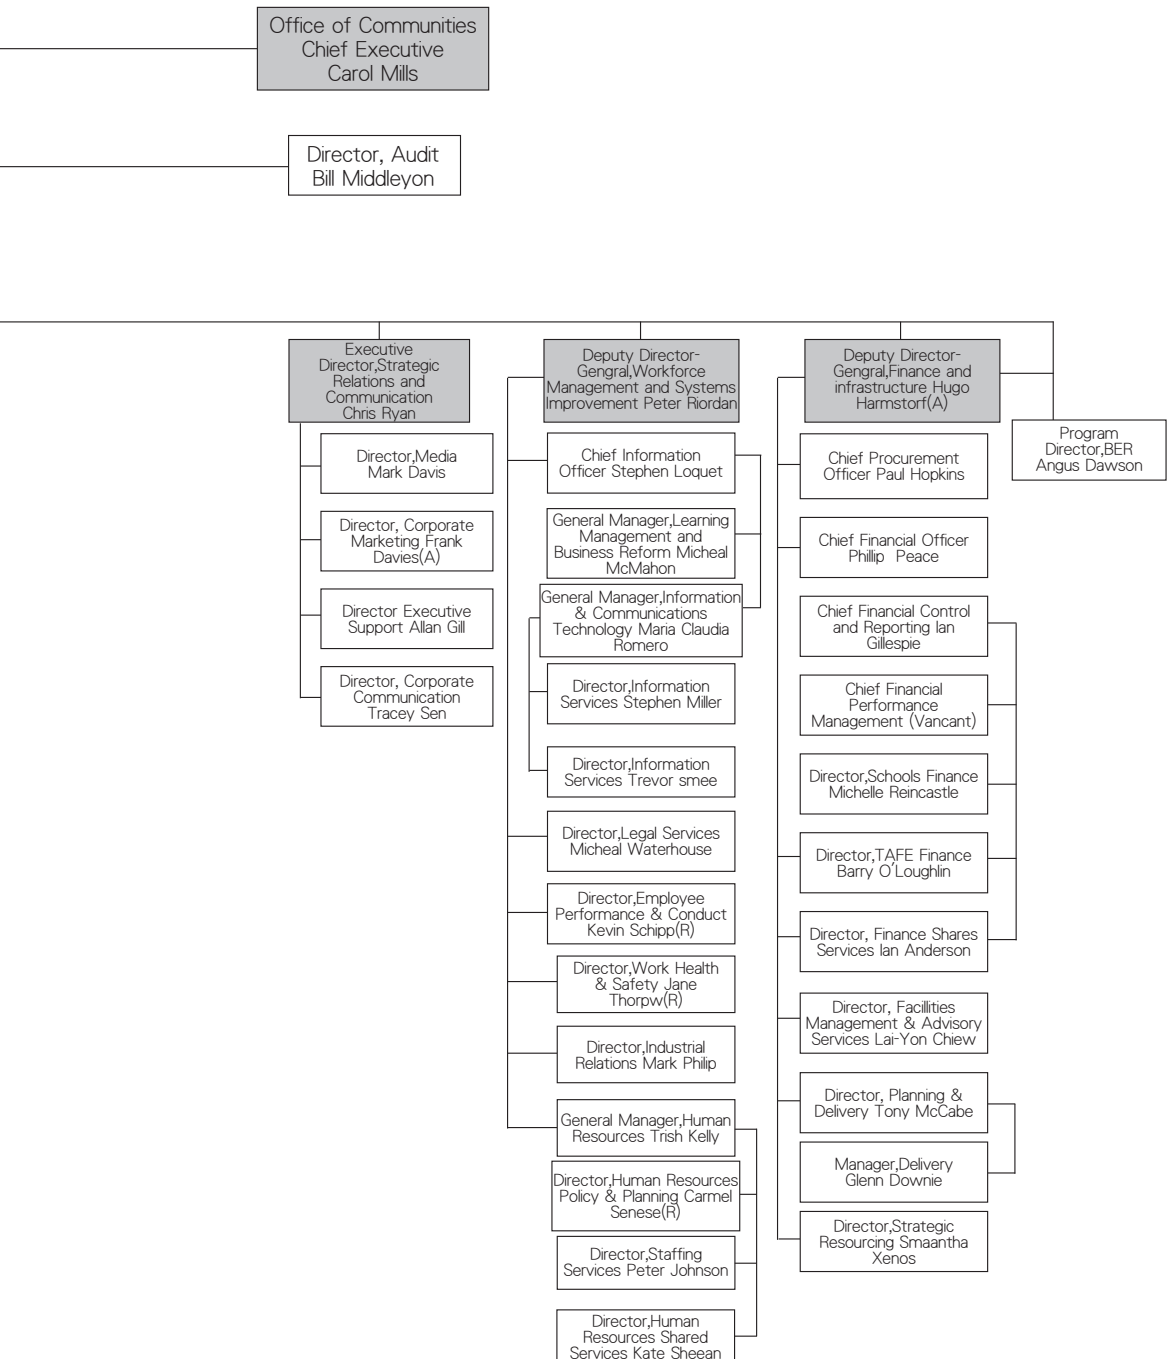 Office of Communities
Chief Executive
Carol Mills
Director, Audit
Bill Middleyon
Executive
Director,Strategic
Relations and
Communication
Chris Ryan
Director,Media
Mark Davis
Director, Corporate
Marketing Frank
Davies(A)
Director Executive
Support Allan Gill
Director, Corporate
Communication
Tracey Sen
Deputy Director-
Gengral,Workforce
Management and Systems
Improvement Peter Riordan
Chief Information
Officer Stephen Loquet
General Manager,Learning
Management and
Business Reform Micheal
McMahon
General Manager,Information
& Communications
Technology Maria Claudia
Romero
Director,Information
Services Stephen Miller
Director,Information
Services Trevor smee
Director,Legal Services
Micheal Waterhouse
Director,Employee
Performance & Conduct
Kevin Schipp(R)
Director,Work Health
& Safety Jane
Thorpw(R)
Director,Industrial
Relations Mark Philip
General Manager,Human
Resources Trish Kelly
Director,Human Resources
Policy & Planning Carmel
Senese(R)
Director,Staffing
Services Peter Johnson
Director,Human
Resources Shared
Services Kate Sheean
Deputy Director-
Gengral,Finance and
infrastructure Hugo
Harmstorf(A)
Chief Procurement
Officer Paul Hopkins
Chief Financial Officer
Phillip Peace
Chief Financial Control
and Reporting Ian
Gillespie
Chief Financial
Performance
Management (Vancant)
Director,Schools Finance
Michelle Reincastle
Director,TAFE Finance
Barry O'Loughlin
Director, Finance Shares
Services Ian Anderson
Director, Facillities
Management & Advisory
Services Lai-Yon Chiew
Director, Planning &
Delivery Tony McCabe
Manager,Delivery
Glenn Downie
Director,Strategic
Resourcing Smaantha
Xenos
Program
Director,BER
Angus Dawson